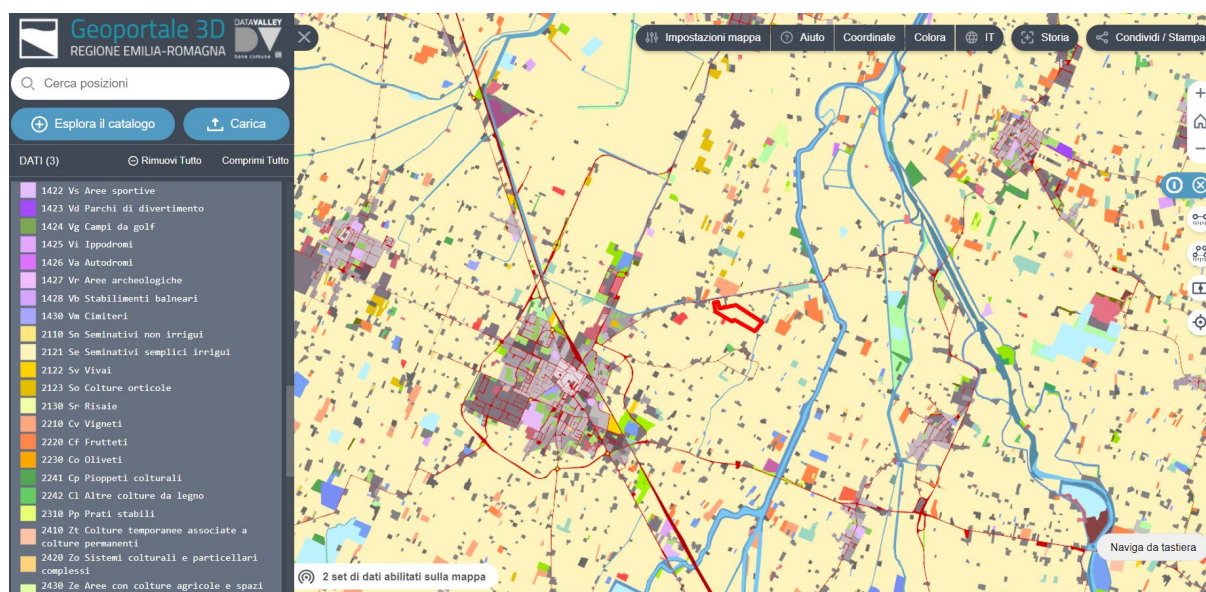 Geoportale 3D
REGIONE EMILIA-ROMAGNA
DATAVALLEY
bene comune
Cerca posizioni
Esplora il catalogo
Carica
DATI (3)
Rimuovi Tutto
Comprimi Tutto
1422 Vs Aree sportive
1423 Vd Parchi di divertimento
1424 Vg Campi da golf
1425 Vi Ippodromi
1426 Va Autodromi
1427 Vr Aree archeologiche
1428 Vb Stabilimenti balneari
1430 Vm Cimiteri
2110 Sn Seminativi non irrigui
2121 Se Seminativi semplici irrigui
2122 Sv Vivai
2123 So Colture orticole
2130 Sr Risaie
2210 Cv Vigneti
2220 Cf Frutteti
2230 Co Oliveti
2241 Cp Pioppeti colturali
2242 Cl Altre colture da legno
2310 Pp Prati stabili
2410 Zt Colture temporanee associate a
colture permanenti
2420 Zo Sistemi colturali e particellari
complessi
2430 Ze Aree con colture agricole e spazi
Impostazioni mappa
Aiuto
Coordinate
Colora
IT
Storia
Condividi / Stampa
Naviga da tastiera
2 set di dati abilitati sulla mappa